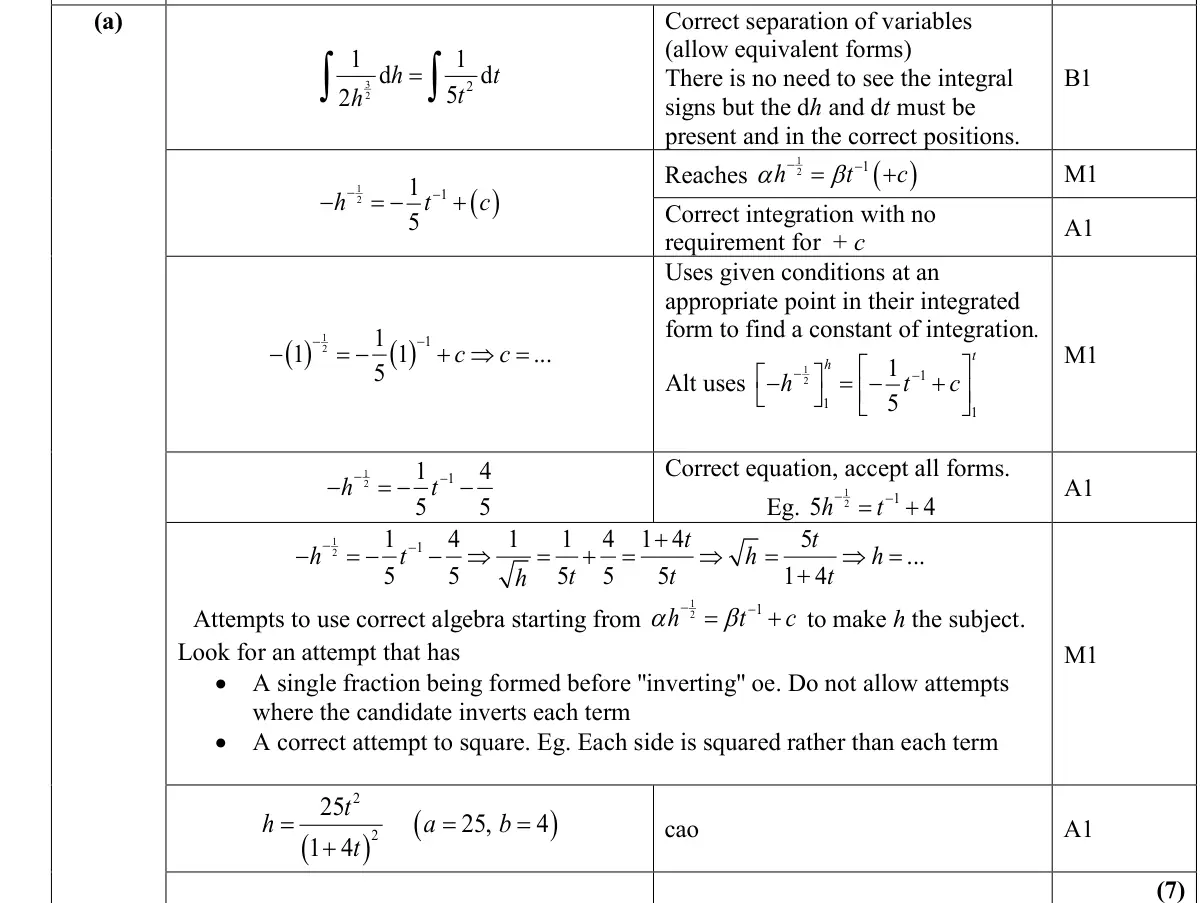 (a)
∫ 1/(2h^(3/2)) dh = ∫ 1/(5t²) dt
Correct separation of variables
(allow equivalent forms)
There is no need to see the integral
signs but the dh and dt must be
present and in the correct positions.
B1
−h^(−1/2) = −(1/5)t^(−1) + (c)
Reaches αh^(−1/2) = βt^(−1) (+c)
M1
Correct integration with no
requirement for + c
A1
−(1)^(−1/2) = −(1/5)(1)^(−1) + c ⇒ c = ...
Uses given conditions at an
appropriate point in their integrated
form to find a constant of integration.
Alt uses [−h^(−1/2)]_1^h = [−(1/5)t^(−1) + c]_1^t
M1
−h^(−1/2) = −(1/5)t^(−1) − 4/5
Correct equation, accept all forms.
Eg. 5h^(−1/2) = t^(−1) + 4
A1
−h^(−1/2) = −(1/5)t^(−1) − 4/5 ⇒ 1/√h = 1/(5t) + 4/5 = (1+4t)/(5t) ⇒ √h = 5t/(1+4t) ⇒ h = ...
Attempts to use correct algebra starting from αh^(−1/2) = βt^(−1) + c to make h the subject.
Look for an attempt that has
• A single fraction being formed before "inverting" oe. Do not allow attempts
where the candidate inverts each term
• A correct attempt to square. Eg. Each side is squared rather than each term
M1
h = 25t²/(1+4t)² (a = 25, b = 4)
cao
A1
(7)